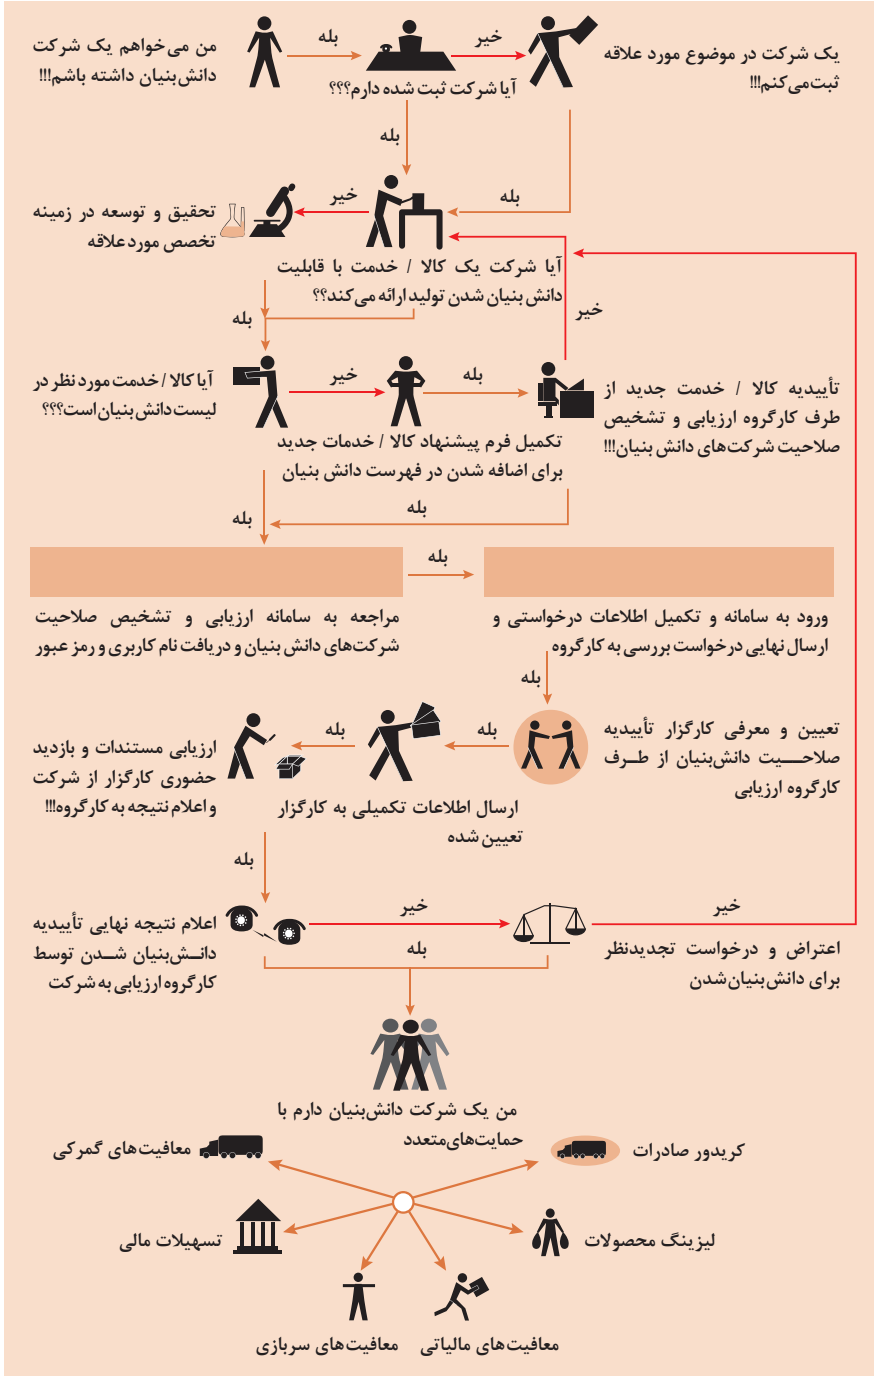 من می‌خواهم یک شرکت
دانش‌بنیان داشته باشم!!!
بله
آیا شرکت ثبت شده دارم؟؟؟
خیر
یک شرکت در موضوع مورد علاقه
ثبت‌می‌کنم!!!
بله
بله
تحقیق و توسعه در زمینه
تخصص مورد علاقه
خیر
آیا شرکت یک کالا / خدمت با قابلیت
دانش‌بنیان شدن تولید ارائه می‌کند؟؟
بله
خیر
آیا کالا / خدمت مورد نظر در
لیست دانش‌بنیان است؟؟؟
خیر
تکمیل فرم پیشنهاد کالا / خدمات جدید
برای اضافه شدن در فهرست دانش بنیان
بله
تأییدیه کالا / خدمت جدید از
طرف کارگروه ارزیابی و تشخیص
صلاحیت شرکت‌های دانش بنیان!!!
بله
بله
بله
مراجعه به سامانه ارزیابی و تشخیص صلاحیت
شرکت‌های دانش بنیان و دریافت نام کاربری و رمز عبور
ورود به سامانه و تکمیل اطلاعات درخواستی و
ارسال نهایی درخواست بررسی به کارگروه
بله
تعیین و معرفی کارگزار تأییدیه
صلاحیت دانش‌بنیان از طرف
کارگروه ارزیابی
بله
ارسال اطلاعات تکمیلی به کارگزار
تعیین شده
بله
ارزیابی مستندات و بازدید
حضوری کارگزار از شرکت
و اعلام نتیجه به کارگروه!!!
بله
اعلام نتیجه نهایی تأییدیه
دانش‌بنیان شدن توسط
کارگروه ارزیابی به شرکت
خیر
بله
اعتراض و درخواست تجدیدنظر
برای دانش‌بنیان‌شدن
خیر
من یک شرکت دانش‌بنیان دارم با
حمایت‌های‌متعدد
کریدور صادرات
معافیت‌های گمرکی
لیزینگ محصولات
تسهیلات مالی
معافیت‌های مالیاتی
معافیت‌های سربازی